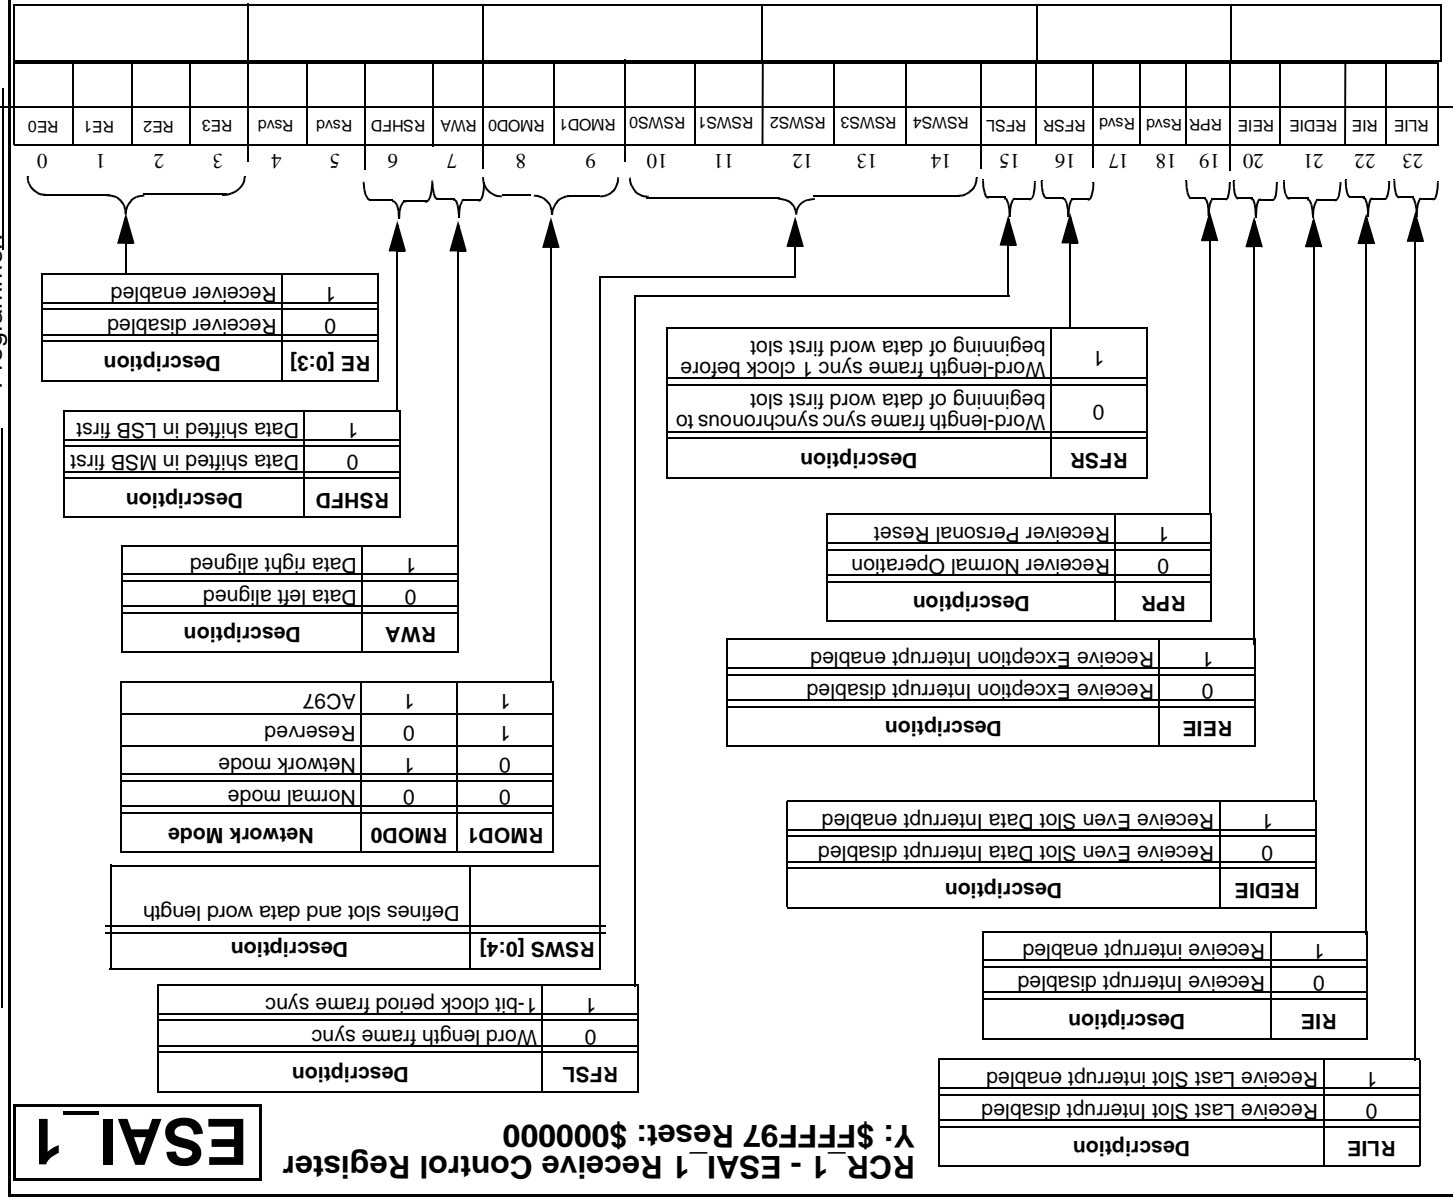 RCR_1 - ESAI_1 Receive Control Register
Y: $FFFF97 Reset: $000000
ESAI_1
RLIE Description
0 Receive Last Slot Interrupt disabled
1 Receive Last Slot interrupt enabled
RFSL Description
0 Word length frame sync
1 1-bit clock period frame sync
RIE Description
0 Receive Interrupt disabled
1 Receive interrupt enabled
RSWS [0:4] Description
Defines slot and data word length
REDIE Description
0 Receive Even Slot Data Interrupt disabled
1 Receive Even Slot Data Interrupt enabled
RMOD1 RMOD0 Network Mode
0 0 Normal mode
0 1 Network mode
1 0 Reserved
1 1 AC97
REIE Description
0 Receive Exception Interrupt disabled
1 Receive Exception Interrupt enabled
RWA Description
0 Data left aligned
1 Data right aligned
RPR Description
0 Receiver Normal Operation
1 Receiver Personal Reset
RSHFD Description
0 Data shifted in MSB first
1 Data shifted in LSB first
RFSR Description
0 Word-length frame sync synchronous to
beginning of data word first slot
1 Word-length frame sync 1 clock before
beginning of data word first slot
RE [0:3] Description
0 Receiver disabled
1 Receiver enabled
23 22 21 20 19 18 17 16 15 14 13 12 11 10 9 8 7 6 5 4 3 2 1 0
RLIE RIE REDIE REIE RPR Rsvd Rsvd RFSR RFSL RSWS4 RSWS3 RSWS2 RSWS1 RSWS0 RMOD1 RMOD0 RWA RSHFD Rsvd Rsvd RE3 RE2 RE1 RE0